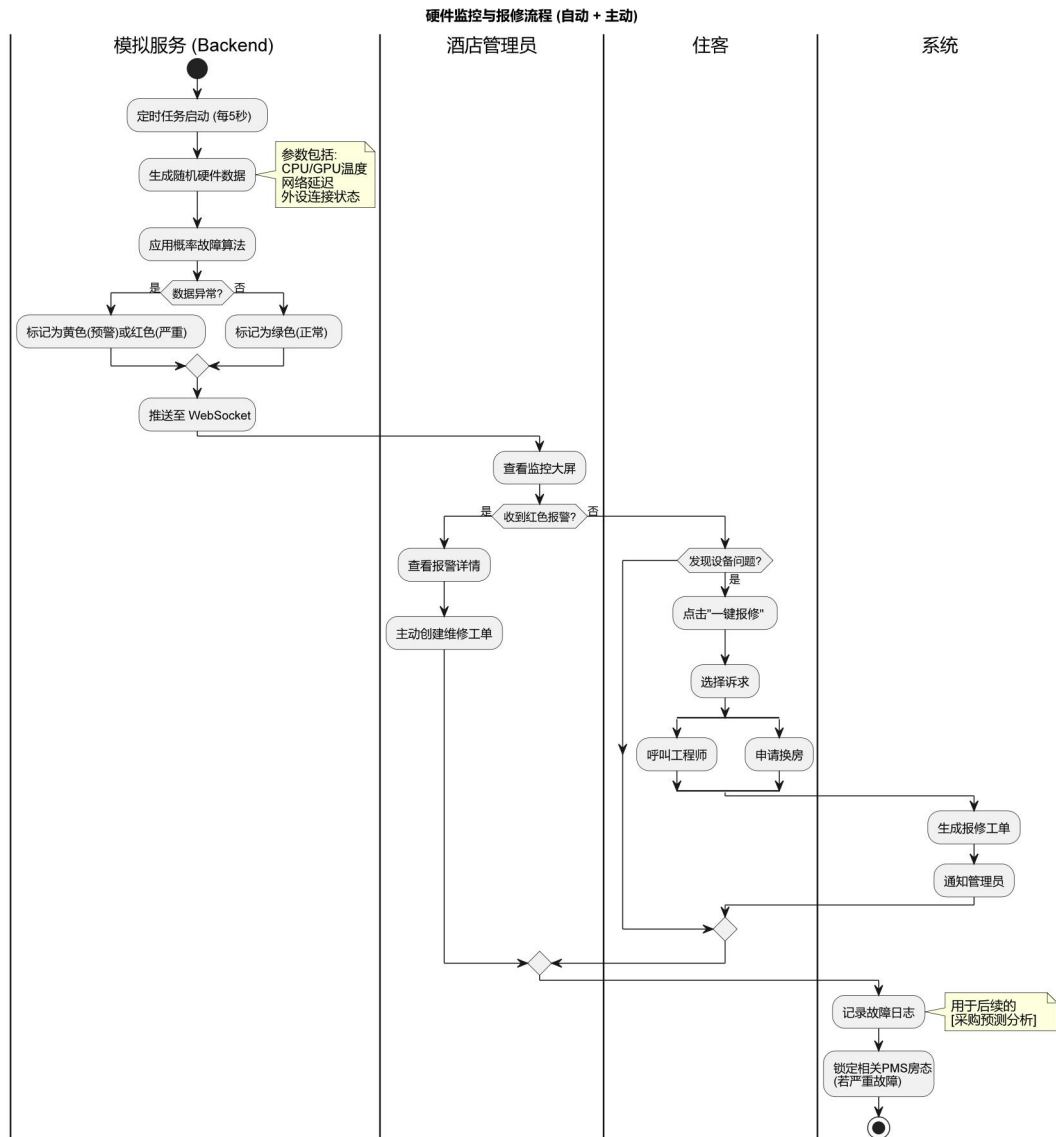 硬件监控与报修流程 (自动 + 主动)
模拟服务 (Backend)
酒店管理员
住客
系统
定时任务启动 (每5秒)
生成随机硬件数据
参数包括:
CPU/GPU温度
网络延迟
外设连接状态
应用概率故障算法
数据异常?
是
否
标记为黄色(预警)或红色(严重)
标记为绿色(正常)
推送至 WebSocket
查看监控大屏
收到红色报警?
是
否
查看报警详情
主动创建维修工单
发现设备问题?
是
点击"一键报修"
选择诉求
呼叫工程师
申请换房
生成报修工单
通知管理员
记录故障日志
用于后续的
[采购预测分析]
锁定相关PMS房态
(若严重故障)